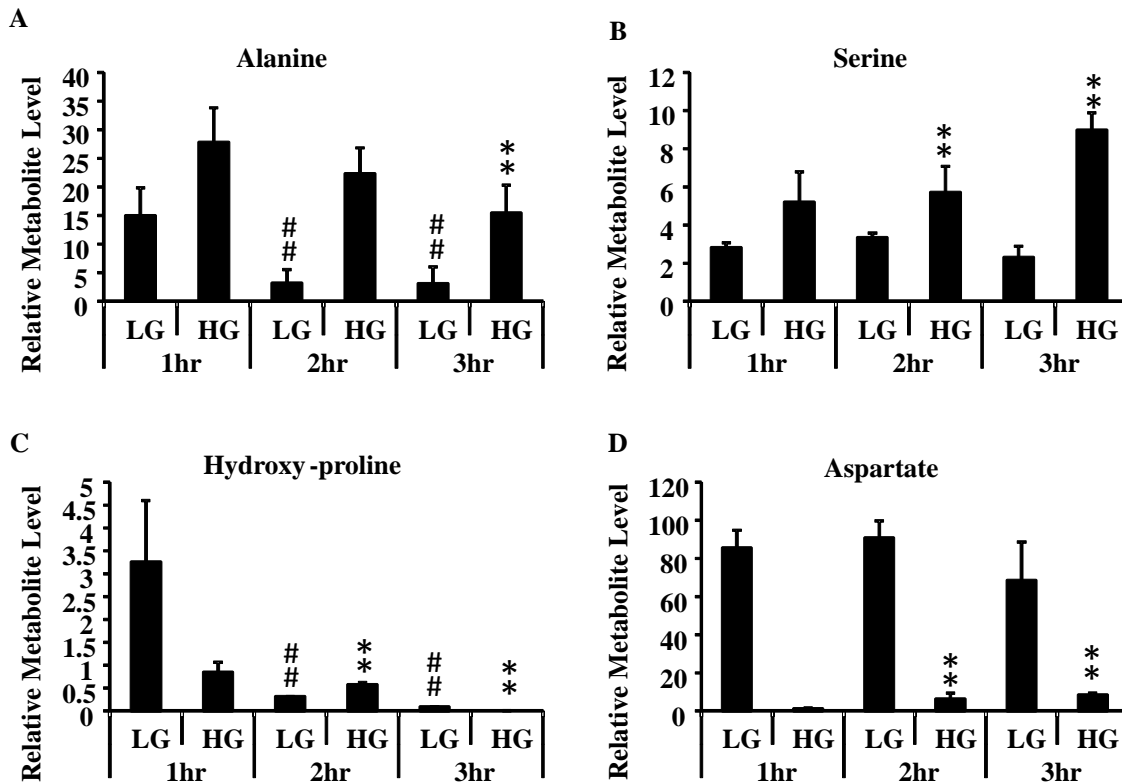 A
Alanine
Relative Metabolite Level
40
35
30
25
20
15
10
5
0
##
##
**
LG HG LG HG LG HG
1hr 2hr 3hr
B
Serine
Relative Metabolite Level
12
10
8
6
4
2
0
**
**
LG HG LG HG LG HG
1hr 2hr 3hr
C
Hydroxy-proline
Relative Metabolite Level
5
4.5
4
3.5
3
2.5
2
1.5
1
0.5
0
##
**
##
**
LG HG LG HG LG HG
1hr 2hr 3hr
D
Aspartate
Relative Metabolite Level
120
100
80
60
40
20
0
**
**
LG HG LG HG LG HG
1hr 2hr 3hr